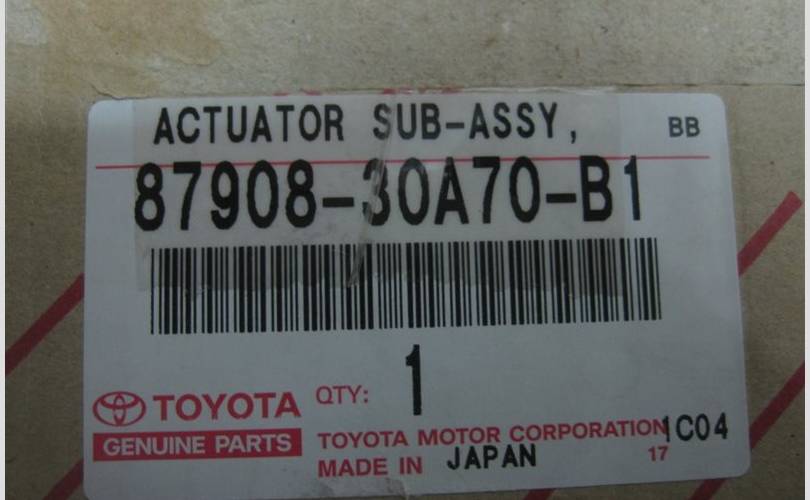 ACTUATOR SUB-ASSY, BB
87908-30A70-B1
QTY: 1
TOYOTA
GENUINE PARTS
TOYOTA MOTOR CORPORATION 1C04
MADE IN JAPAN 17